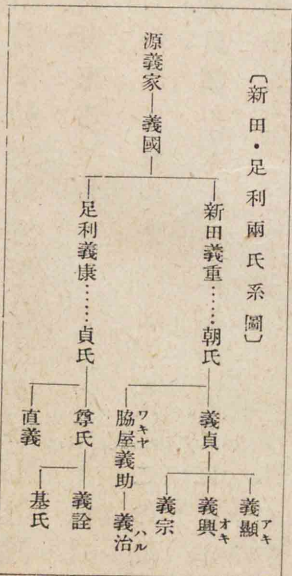 〔新田・足利兩氏系圖〕
源義家―義國
新田義重……朝氏
義貞
義顯アキ
義興オキ
義宗
脇屋義助ワキヤ―義治ハル
足利義康……貞氏
尊氏
義詮
基氏
直義